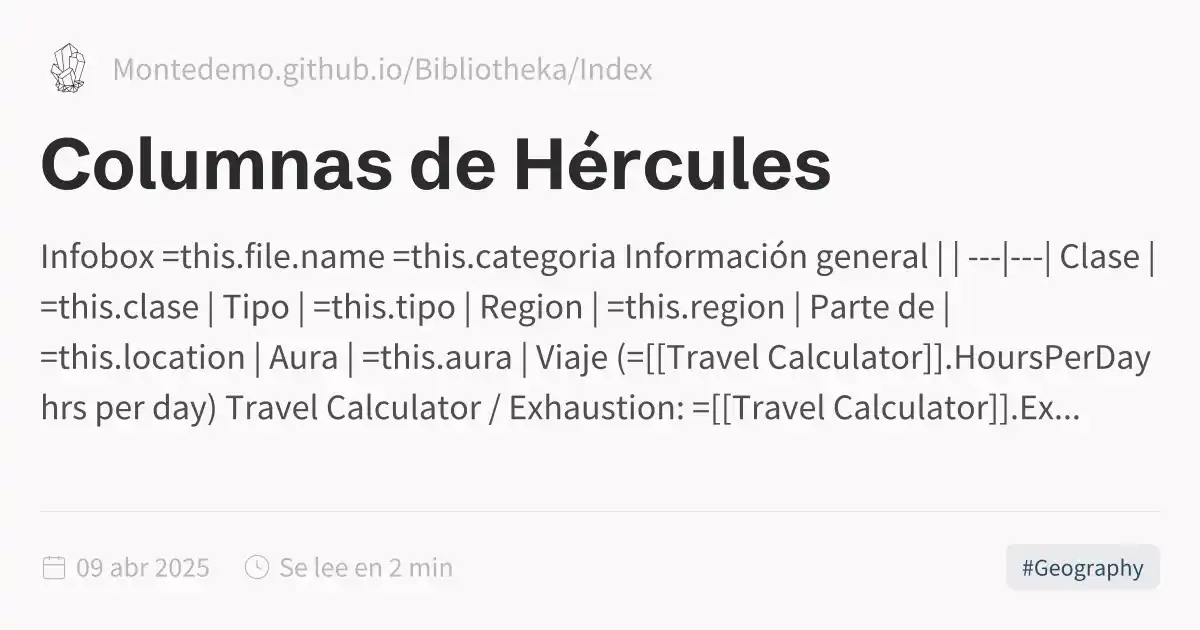 Montedemo.github.io/Bibliotheka/Index
Columnas de Hércules
Infobox =this.file.name =this.categoria Información general | | ---|---| Clase |
=this.clase | Tipo | =this.tipo | Region | =this.region | Parte de |
=this.location | Aura | =this.aura | Viaje (=[[Travel Calculator]].HoursPerDay
hrs per day) Travel Calculator / Exhaustion: =[[Travel Calculator]].Ex...
09 abr 2025 Se lee en 2 min #Geography